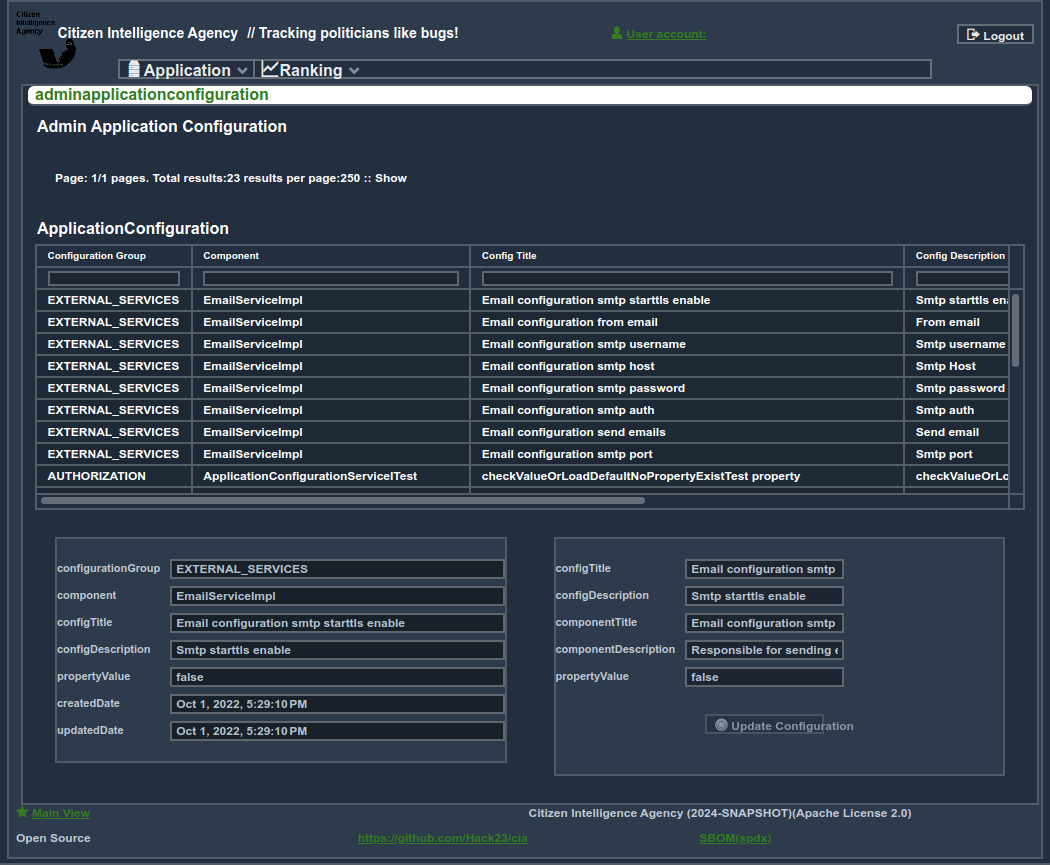 Citizen
Intelligence
Agency
Citizen Intelligence Agency // Tracking politicians like bugs!
User account:
Logout
Application
Ranking
adminapplicationconfiguration
Admin Application Configuration
Page: 1/1 pages. Total results:23 results per page:250 :: Show
ApplicationConfiguration
Configuration Group Component Config Title Config Description
EXTERNAL_SERVICES EmailServiceImpl Email configuration smtp starttls enable Smtp starttls ena
EXTERNAL_SERVICES EmailServiceImpl Email configuration from email From email
EXTERNAL_SERVICES EmailServiceImpl Email configuration smtp username Smtp username
EXTERNAL_SERVICES EmailServiceImpl Email configuration smtp host Smtp Host
EXTERNAL_SERVICES EmailServiceImpl Email configuration smtp password Smtp password
EXTERNAL_SERVICES EmailServiceImpl Email configuration smtp auth Smtp auth
EXTERNAL_SERVICES EmailServiceImpl Email configuration send emails Send email
EXTERNAL_SERVICES EmailServiceImpl Email configuration smtp port Smtp port
AUTHORIZATION ApplicationConfigurationServiceITest checkValueOrLoadDefaultNoPropertyExistTest property checkValueOrLo
configurationGroup EXTERNAL_SERVICES
component EmailServiceImpl
configTitle Email configuration smtp starttls enable
configDescription Smtp starttls enable
propertyValue false
createdDate Oct 1, 2022, 5:29:10 PM
updatedDate Oct 1, 2022, 5:29:10 PM
configTitle Email configuration smtp
configDescription Smtp starttls enable
componentTitle Email configuration smtp
componentDescription Responsible for sending e
propertyValue false
Update Configuration
Main View
Citizen Intelligence Agency (2024-SNAPSHOT)(Apache License 2.0)
Open Source
https://github.com/Hack23/cia
SBOM(spdx)